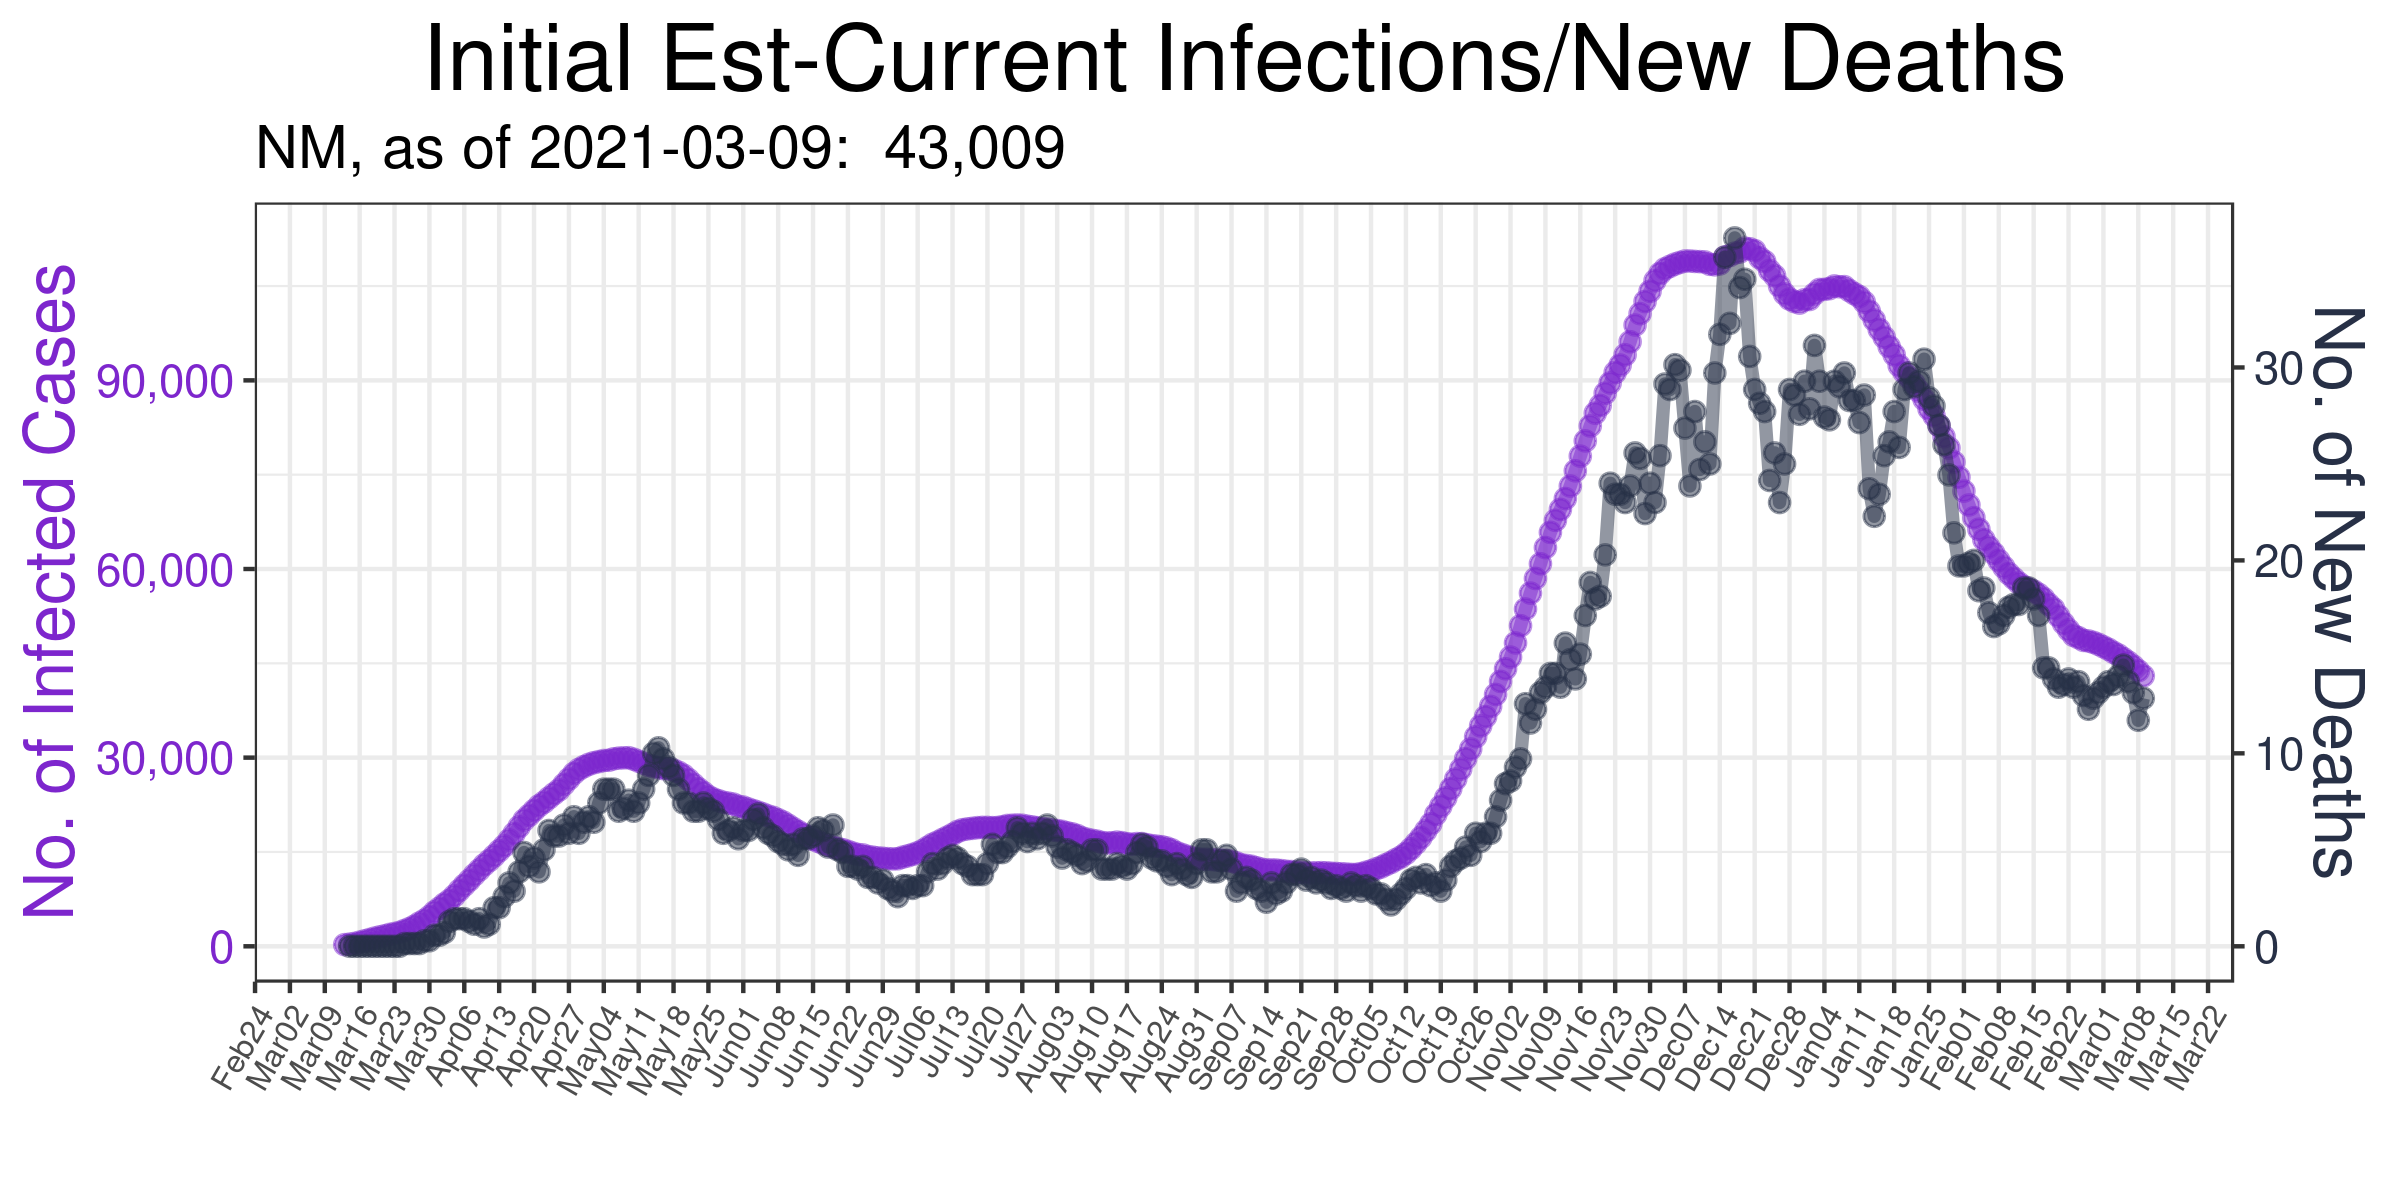 Initial Est-Current Infections/New Deaths
NM, as of 2021-03-09:  43,009
No. of Infected Cases
90,000
60,000
30,000
0
30
20
10
0
No. of New Deaths
Feb24
Mar02
Mar09
Mar16
Mar23
Mar30
Apr06
Apr13
Apr20
Apr27
May04
May11
May18
May25
Jun01
Jun08
Jun15
Jun22
Jun29
Jul06
Jul13
Jul20
Jul27
Aug03
Aug10
Aug17
Aug24
Aug31
Sep07
Sep14
Sep21
Sep28
Oct05
Oct12
Oct19
Oct26
Nov02
Nov09
Nov16
Nov23
Nov30
Dec07
Dec14
Dec21
Dec28
Jan04
Jan11
Jan18
Jan25
Feb01
Feb08
Feb15
Feb22
Mar01
Mar08
Mar15
Mar22